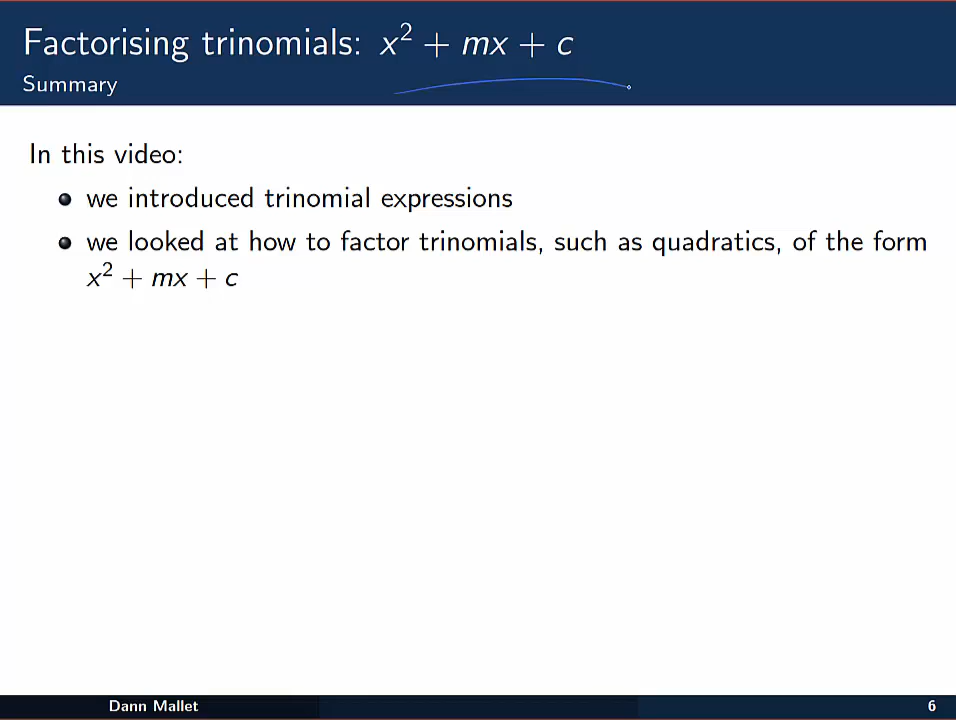 Factorising trinomials: x² + mx + c
Summary
In this video:
we introduced trinomial expressions
we looked at how to factor trinomials, such as quadratics, of the form
x² + mx + c
Dann Mallet
6